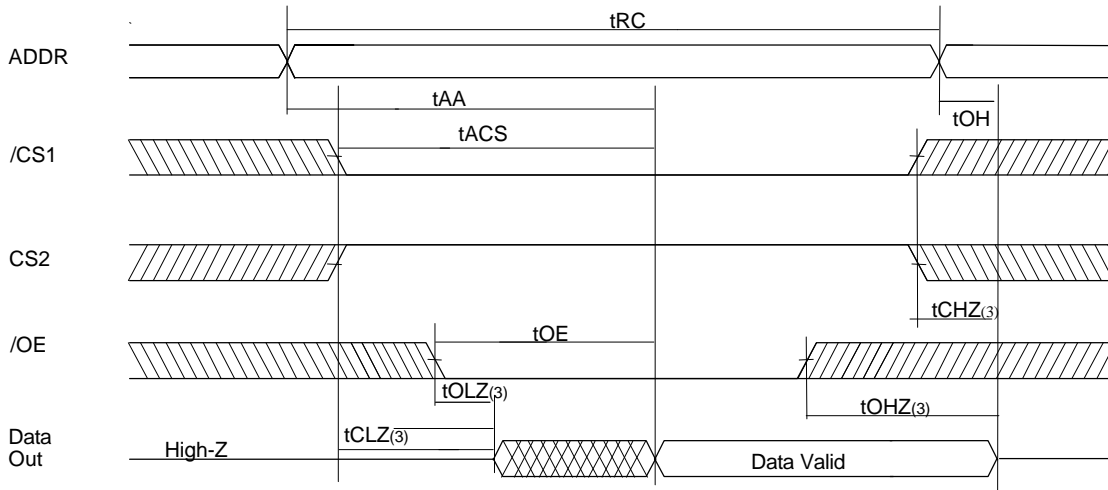 tRC
ADDR
tAA
tOH
tACS
/CS1
CS2
tCHZ(3)
/OE
tOE
tOLZ(3)
tOHZ(3)
tCLZ(3)
Data
Out
High-Z
Data Valid